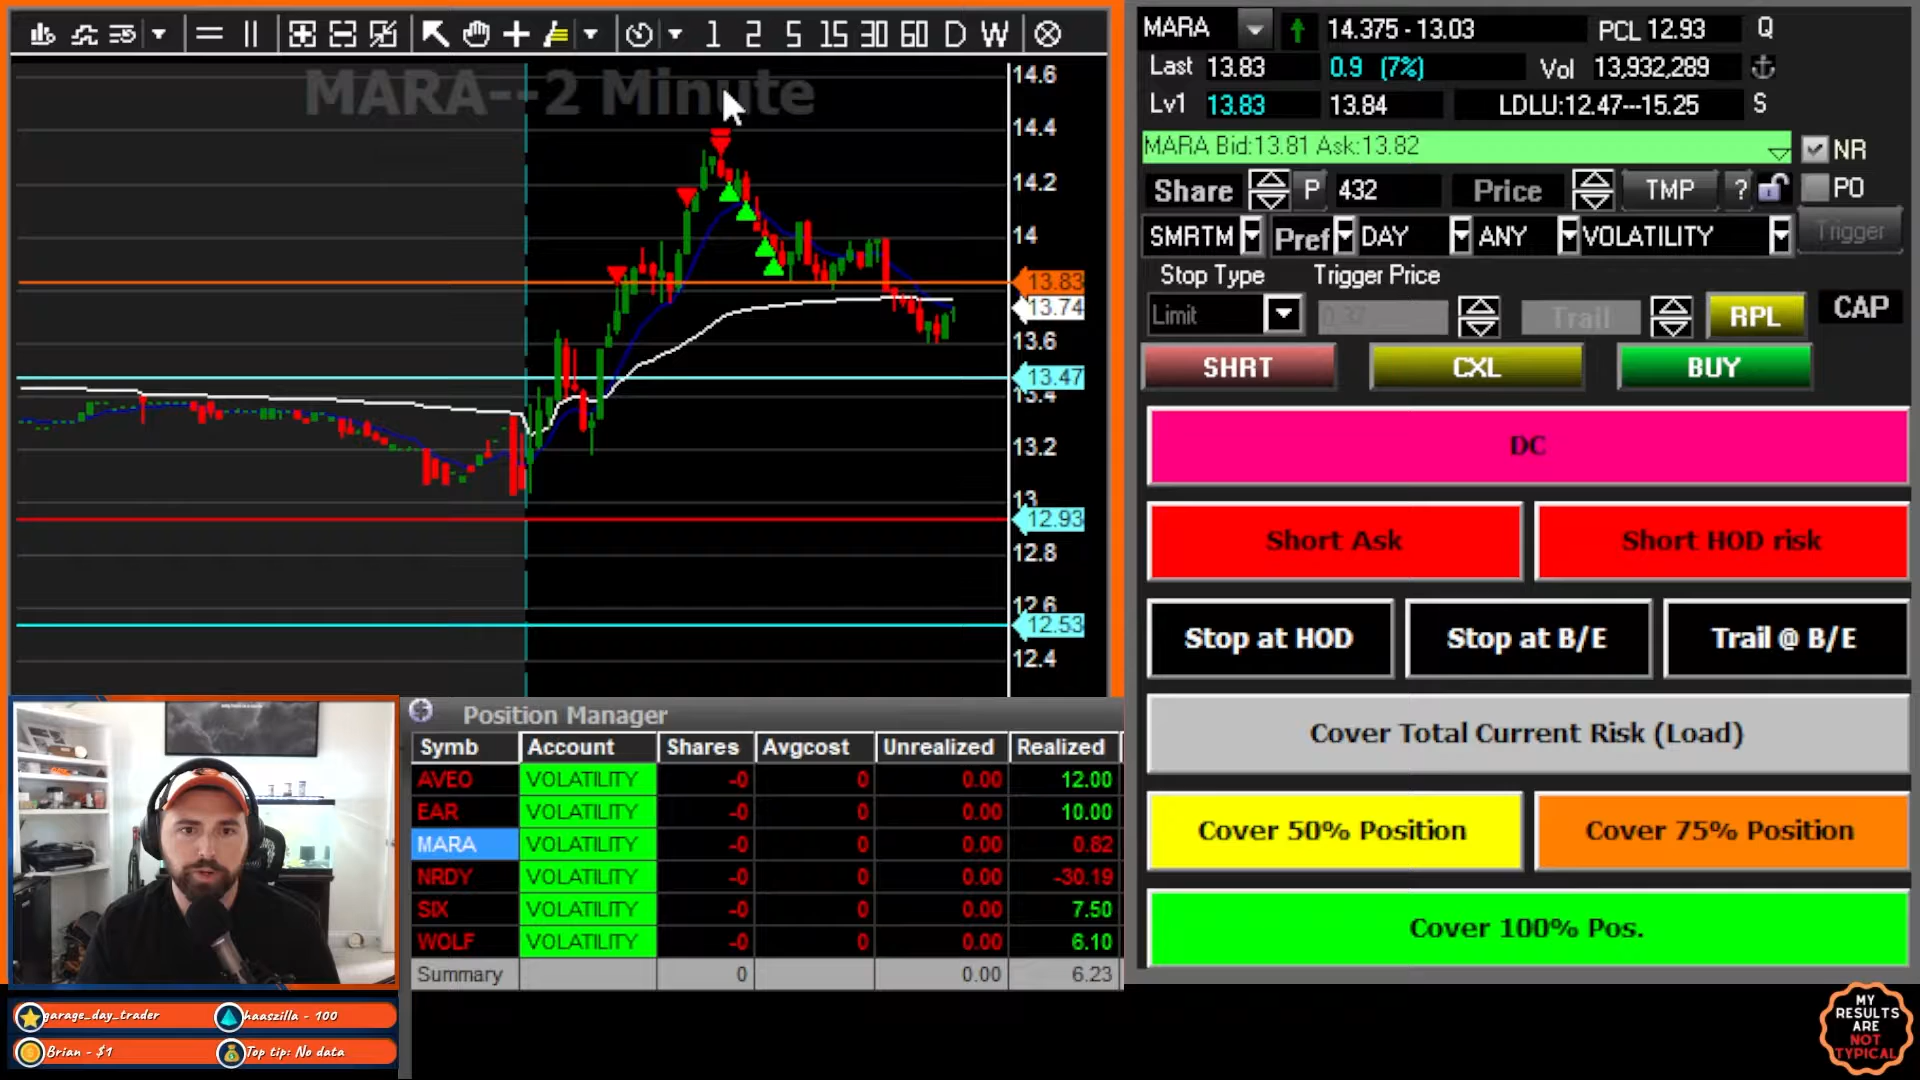 1 2 5 15 30 60 D W
MARA--2 Minute
14.6
14.4
14.2
14
13.83
13.74
13.6
13.47
13.4
13.2
13
12.93
12.8
12.6
12.53
12.4
MARA 14.375 - 13.03 PCL 12.93 Q
Last 13.83 0.9 (7%) Vol 13,932,289
Lv1 13.83 13.84 LDLU:12.47---15.25 S
MARA Bid:13.81 Ask:13.82 NR
Share P 432 Price TMP ? PO
SMRTM Pref DAY ANY VOLATILITY Trigger
Stop Type Trigger Price
Limit Trail RPL CAP
SHRT CXL BUY
DC
Short Ask Short HOD risk
Stop at HOD Stop at B/E Trail @ B/E
Cover Total Current Risk (Load)
Cover 50% Position Cover 75% Position
Cover 100% Pos.
Position Manager
Symb Account Shares Avgcost Unrealized Realized
AVEO VOLATILITY -0 0 0.00 12.00
EAR VOLATILITY -0 0 0.00 10.00
MARA VOLATILITY -0 0 0.00 0.82
NRDY VOLATILITY -0 0 0.00 -30.19
SIX VOLATILITY -0 0 0.00 7.50
WOLF VOLATILITY -0 0 0.00 6.10
Summary 0 0.00 6.23
garage_day_trader haaszilla - 100
Brian - $1 Top tip: No data
MY
RESULTS
ARE
NOT
TYPICAL